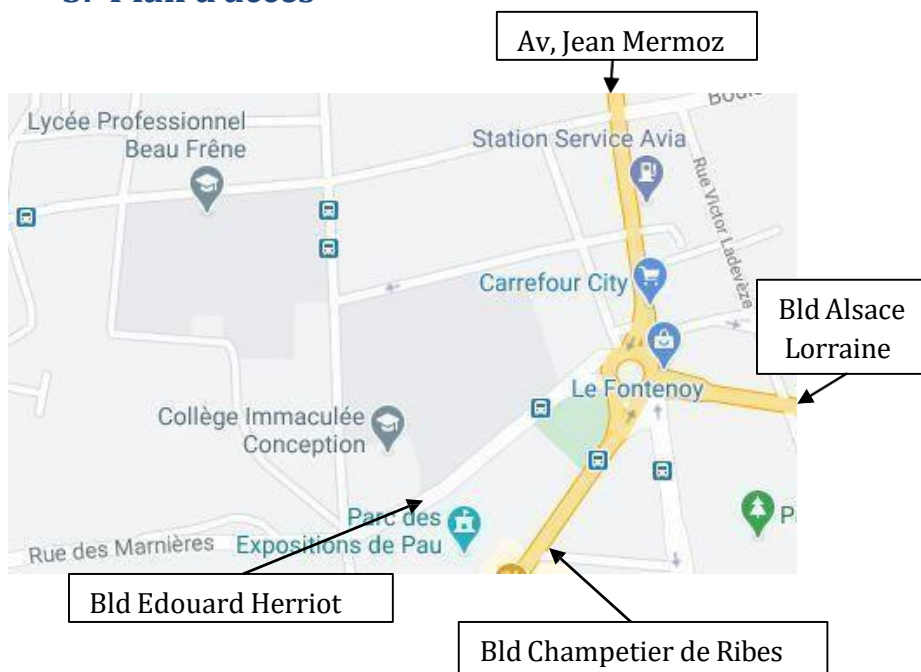 Plan d'accès
Av, Jean Mermoz
Lycée Professionnel
Beau Frêne
Station Service Avia
Rue Victor Ladevèze
Carrefour City
Bld Alsace
Lorraine
Le Fontenoy
Collège Immaculée
Conception
Parc des
Expositions de Pau
Rue des Marnières
Bld Edouard Herriot
Bld Champetier de Ribes